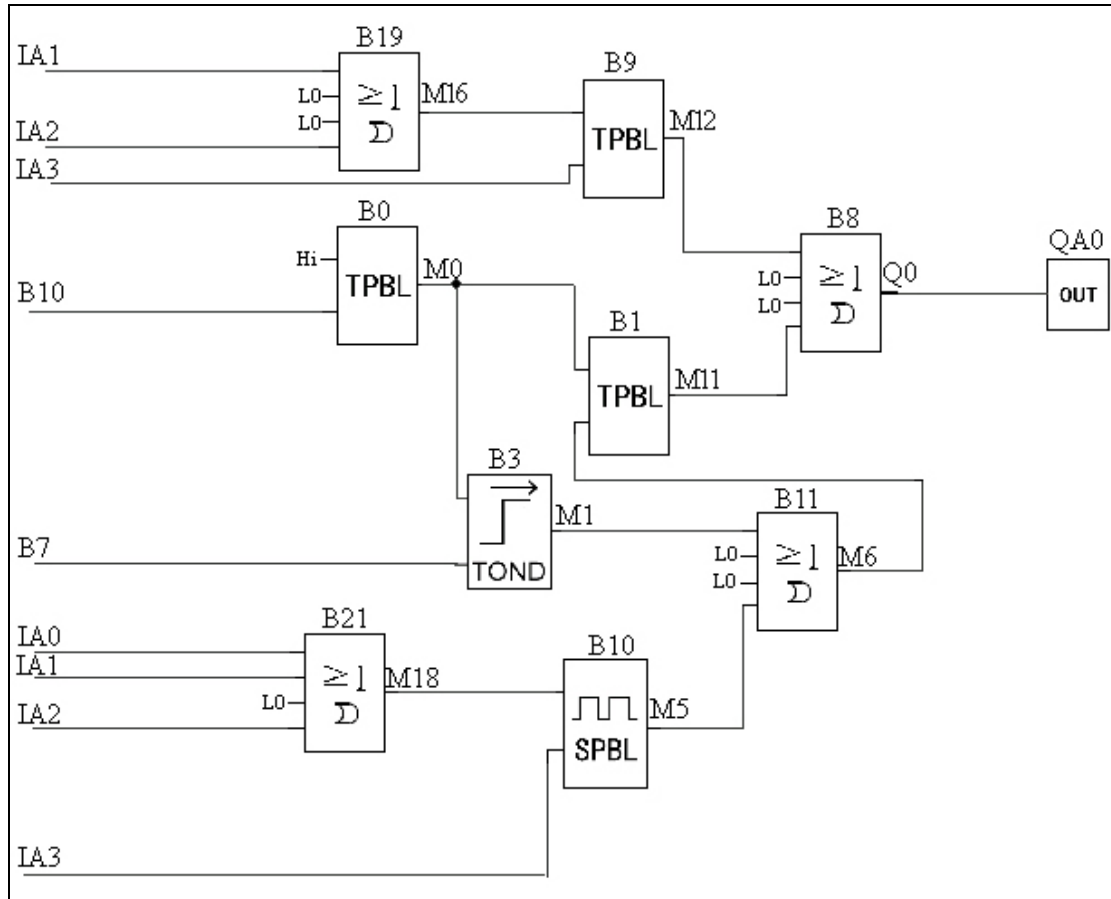 B19
IA1
L0
≥1
M16
L0
IA2
IA3
B9
TPBL
M12
B0
Hi
TPBL
M0
B10
B8
L0
≥1
Q0
L0
QA0
OUT
B1
TPBL
M11
B3
TOND
M1
B7
B11
L0
≥1
M6
L0
B21
IA0
IA1
≥1
M18
L0
IA2
B10
SPBL
M5
IA3